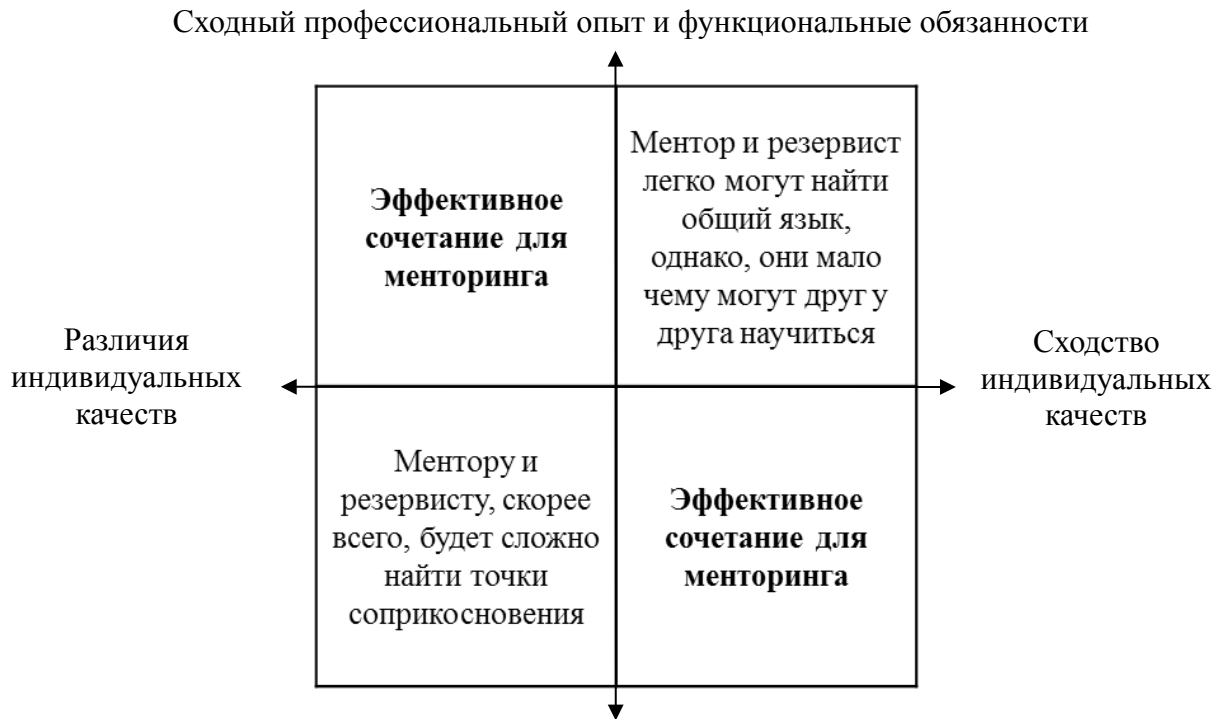 Сходный профессиональный опыт и функциональные обязанности
Эффективное
сочетание для
менторинга
Ментор и резервист
легко могут найти
общий язык,
однако, они мало
чему могут друг у
друга научиться
Различия
индивидуальных
качеств
Сходство
индивидуальных
качеств
Ментору и
резервисту, скорее
всего, будет сложно
найти точки
соприкосновения
Эффективное
сочетание для
менторинга